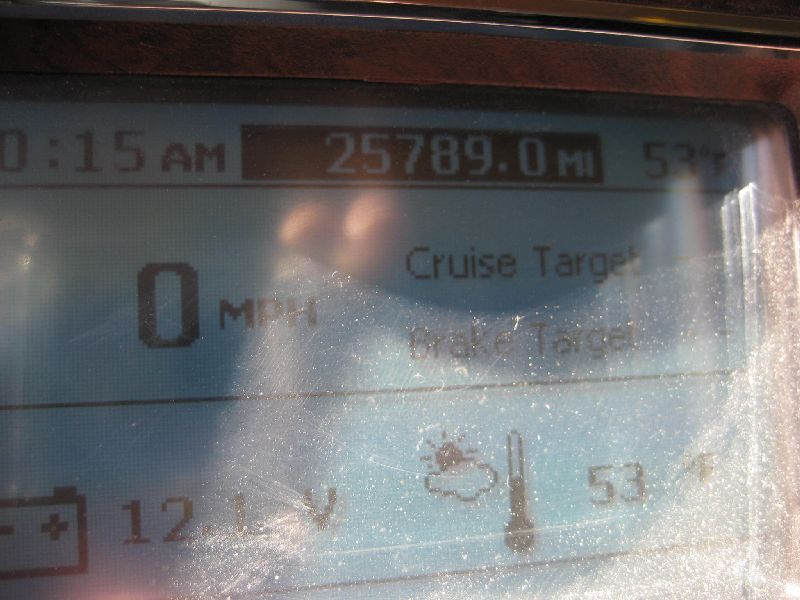 0:15 AM 25789.0 MI 53°F
Cruise Target --
0 MPH
Brake Target --
- + 12.1 V 53 °F